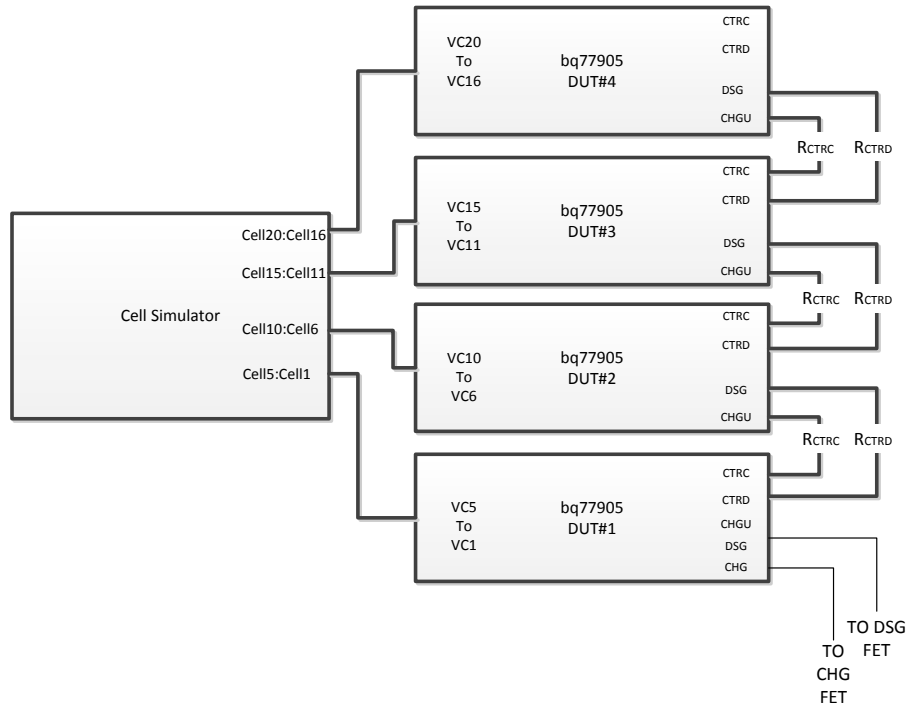 CTRC
VC20
To
VC16
bq77905
DUT#4
CTRD
DSG
CHGU
RCTRC
RCTRD
CTRC
VC15
To
VC11
bq77905
DUT#3
CTRD
DSG
CHGU
RCTRC
RCTRD
Cell20:Cell16
Cell15:Cell11
Cell Simulator
Cell10:Cell6
Cell5:Cell1
CTRC
VC10
To
VC6
bq77905
DUT#2
CTRD
DSG
CHGU
RCTRC
RCTRD
CTRC
VC5
To
VC1
bq77905
DUT#1
CTRD
CHGU
DSG
CHG
TO DSG
FET
TO
CHG
FET